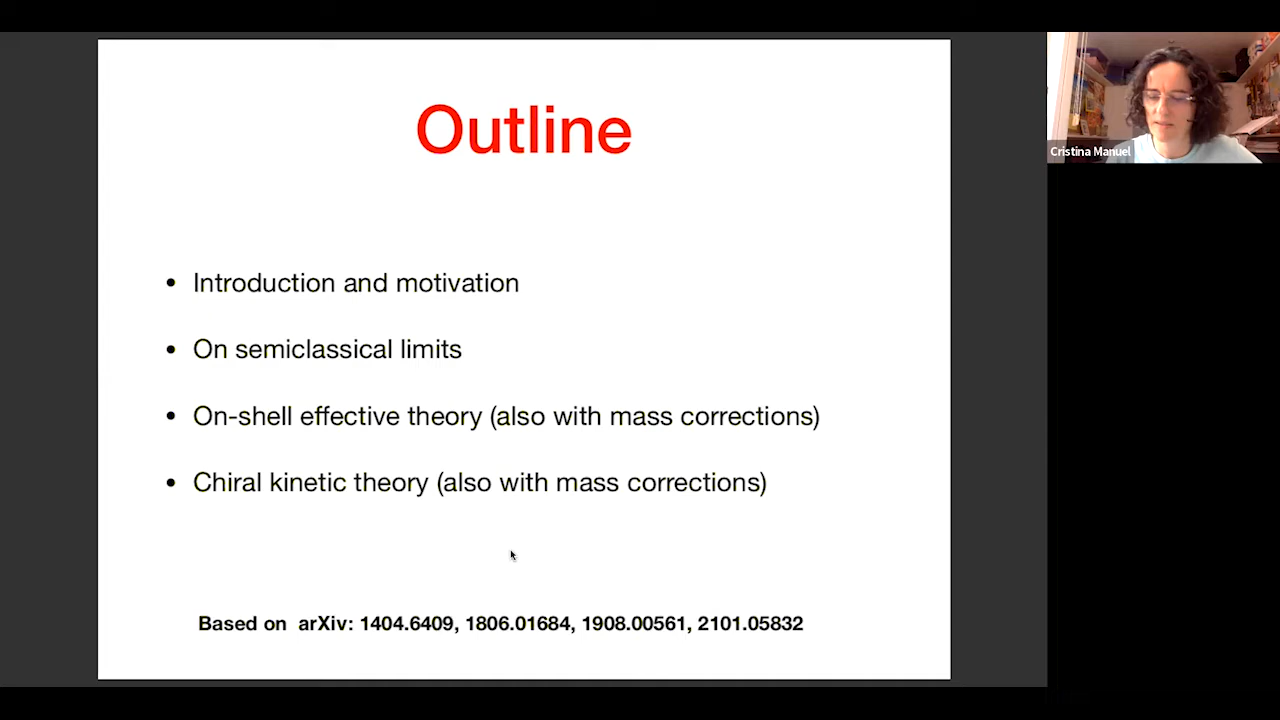 Outline
Cristina Manuel
• Introduction and motivation
• On semiclassical limits
• On-shell effective theory (also with mass corrections)
• Chiral kinetic theory (also with mass corrections)
Based on arXiv: 1404.6409, 1806.01684, 1908.00561, 2101.05832